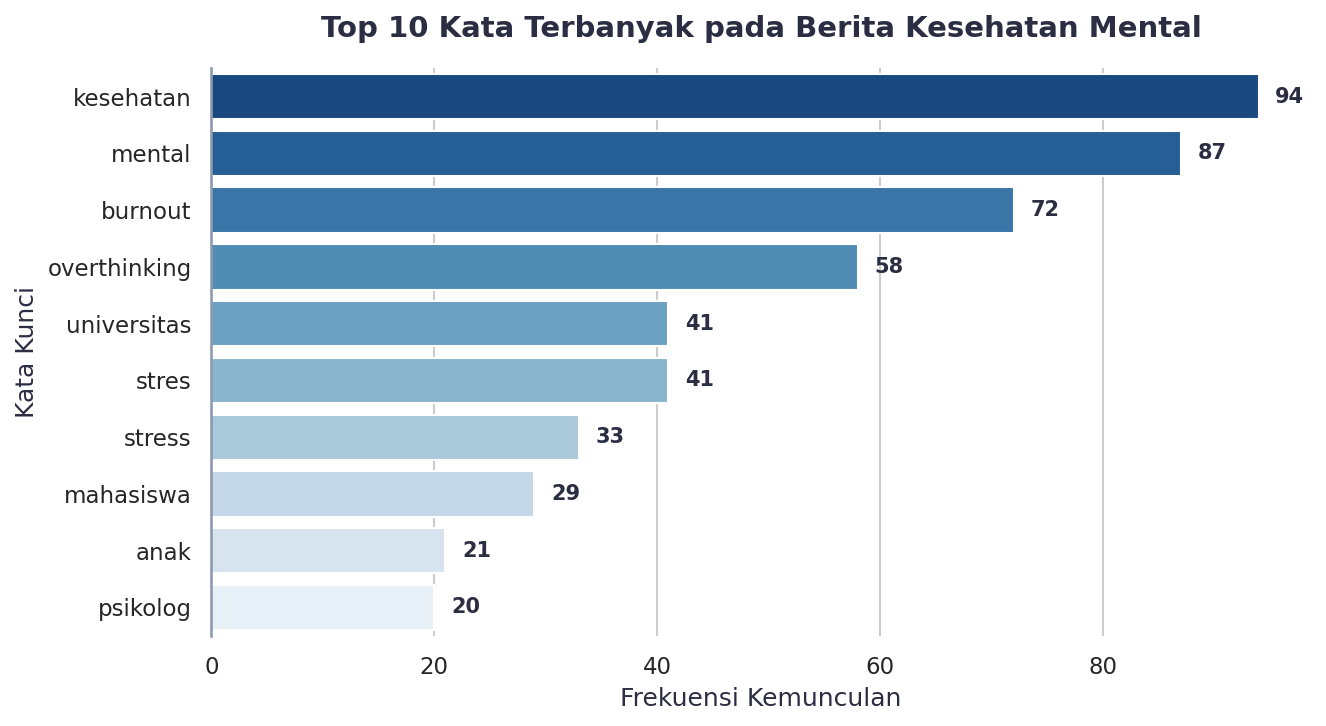 Top 10 Kata Terbanyak pada Berita Kesehatan Mental
Kata Kunci
kesehatan 94
mental 87
burnout 72
overthinking 58
universitas 41
stres 41
stress 33
mahasiswa 29
anak 21
psikolog 20
0 20 40 60 80
Frekuensi Kemunculan